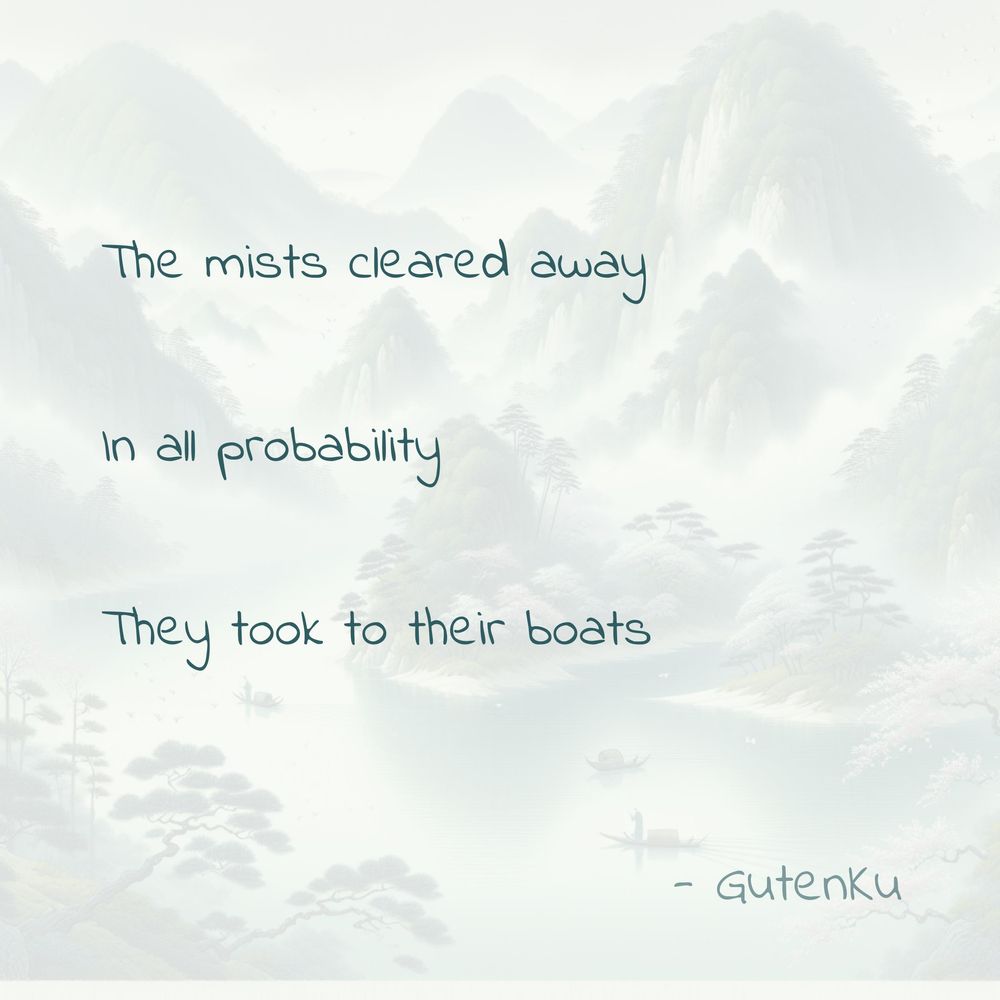 The mists cleared away
In all probability
They took to their boats
- GutenKu